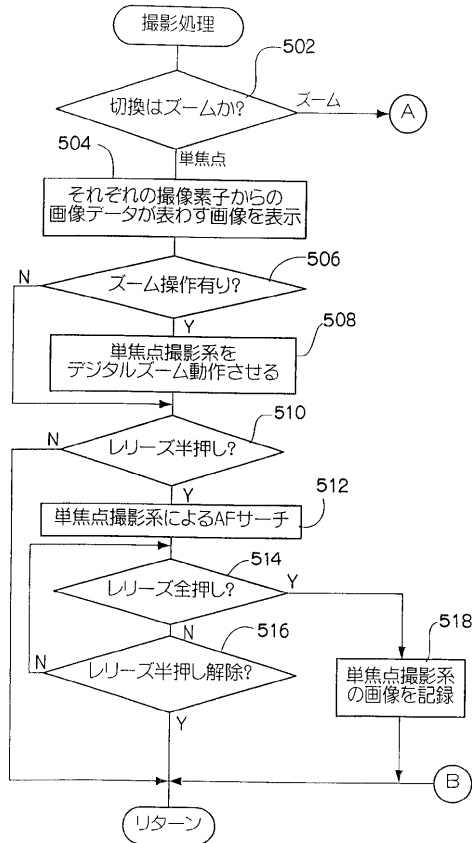 撮影処理
502
切換はズームか?
ズーム
A
単焦点
504
それぞれの撮像素子からの
画像データが表わす画像を表示
506
N
ズーム操作有り?
Y
508
単焦点撮影系を
デジタルズーム動作させる
510
N
レリーズ半押し?
Y
512
単焦点撮影系によるAFサーチ
514
レリーズ全押し?
Y
N
516
518
N
レリーズ半押し解除?
単焦点撮影系
の画像を記録
Y
B
リターン